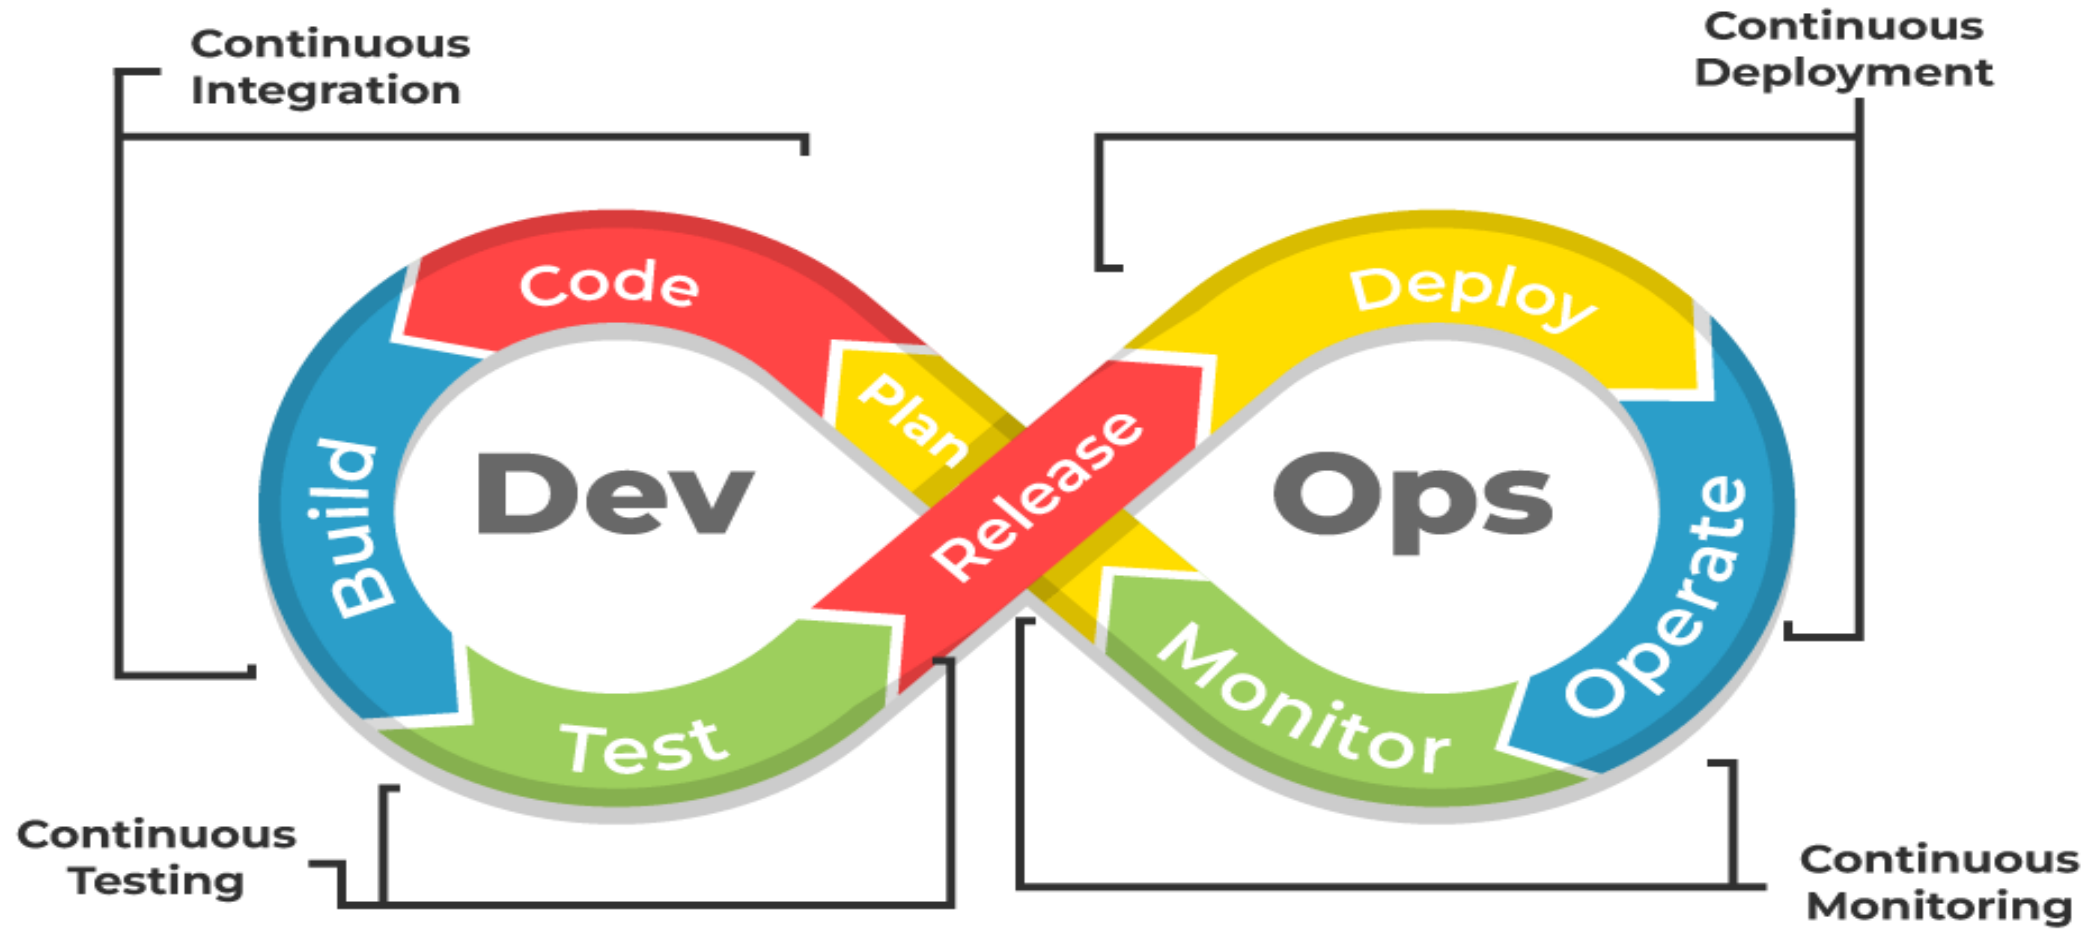 Continuous
Integration
Continuous
Deployment
Code
Deploy
Plan
Release
Build
Dev
Ops
Operate
Test
Monitor
Continuous
Testing
Continuous
Monitoring